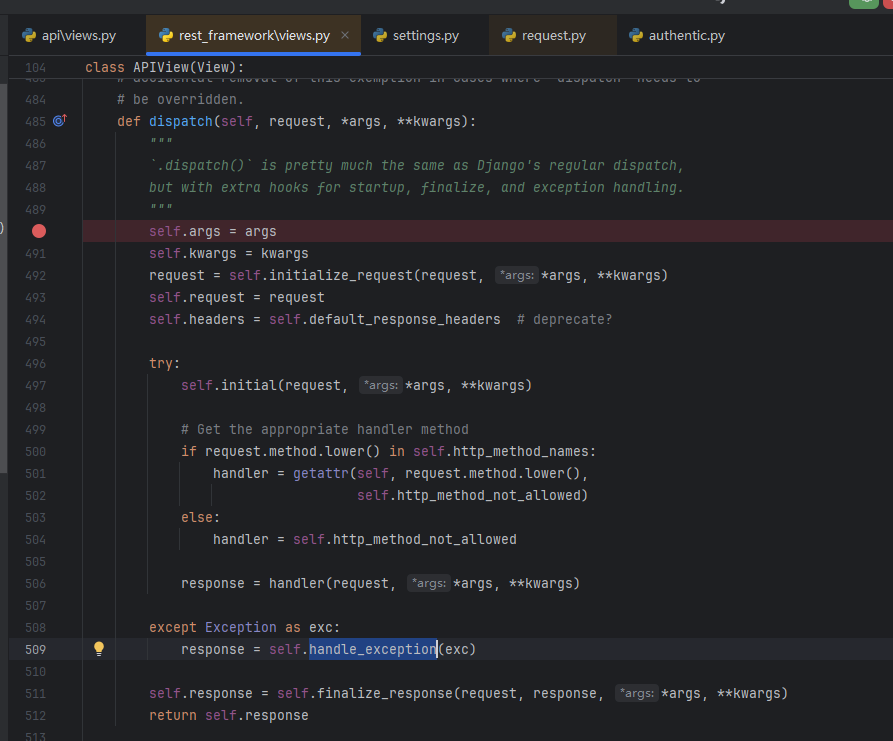 api\views.py
rest_framework\views.py
settings.py
request.py
authentic.py
104 class APIView(View):
483 # accidental removal of this exemption in cases where `dispatch` needs to
484 # be overridden.
485 def dispatch(self, request, *args, **kwargs):
486 """
487 `.dispatch()` is pretty much the same as Django's regular dispatch,
488 but with extra hooks for startup, finalize, and exception handling.
489 """
self.args = args
491 self.kwargs = kwargs
492 request = self.initialize_request(request, *args: *args, **kwargs)
493 self.request = request
494 self.headers = self.default_response_headers # deprecate?
495
496 try:
497 self.initial(request, *args: *args, **kwargs)
498
499 # Get the appropriate handler method
500 if request.method.lower() in self.http_method_names:
501 handler = getattr(self, request.method.lower(),
502 self.http_method_not_allowed)
503 else:
504 handler = self.http_method_not_allowed
505
506 response = handler(request, *args: *args, **kwargs)
507
508 except Exception as exc:
509 response = self.handle_exception(exc)
510
511 self.response = self.finalize_response(request, response, *args: *args, **kwargs)
512 return self.response
513